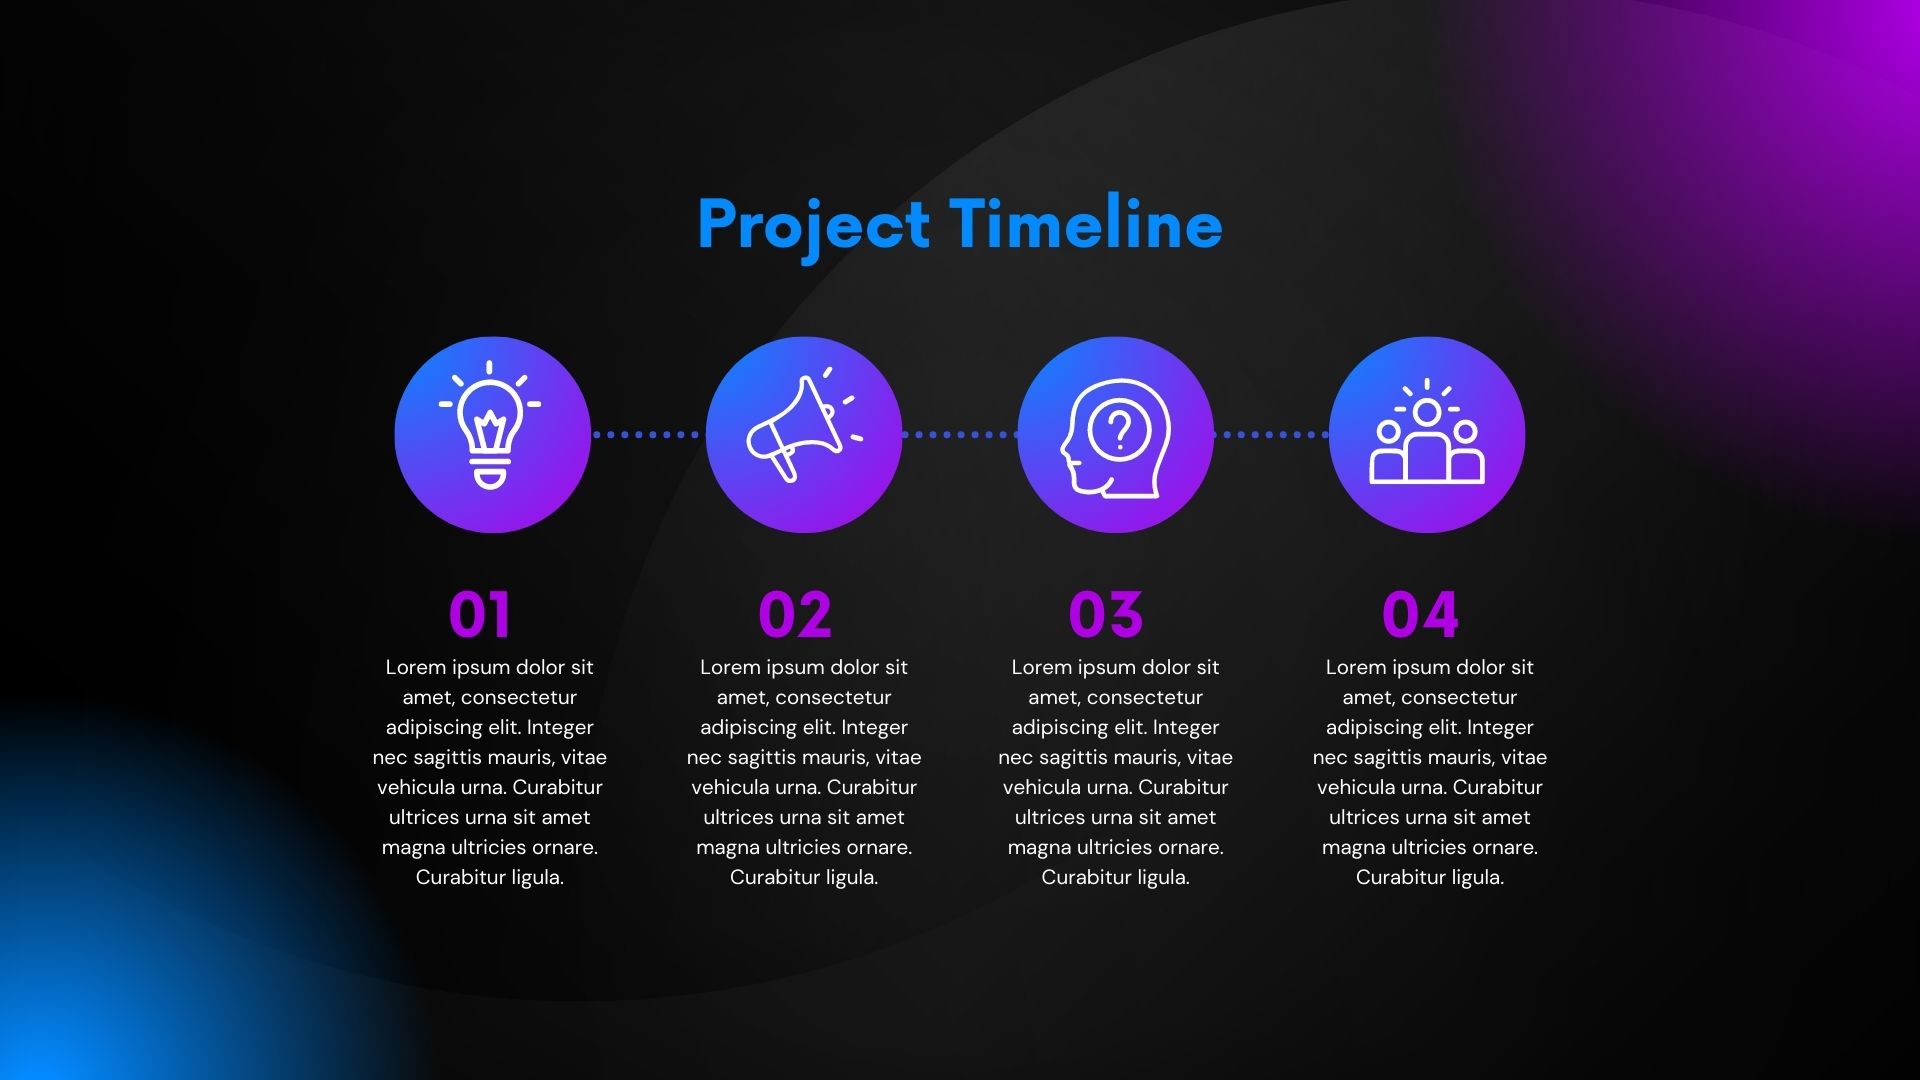 Project Timeline
?
01
Lorem ipsum dolor sit
amet, consectetur
adipiscing elit. Integer
nec sagittis mauris, vitae
vehicula urna. Curabitur
ultrices urna sit amet
magna ultricies ornare.
Curabitur ligula.
02
Lorem ipsum dolor sit
amet, consectetur
adipiscing elit. Integer
nec sagittis mauris, vitae
vehicula urna. Curabitur
ultrices urna sit amet
magna ultricies ornare.
Curabitur ligula.
03
Lorem ipsum dolor sit
amet, consectetur
adipiscing elit. Integer
nec sagittis mauris, vitae
vehicula urna. Curabitur
ultrices urna sit amet
magna ultricies ornare.
Curabitur ligula.
04
Lorem ipsum dolor sit
amet, consectetur
adipiscing elit. Integer
nec sagittis mauris, vitae
vehicula urna. Curabitur
ultrices urna sit amet
magna ultricies ornare.
Curabitur ligula.